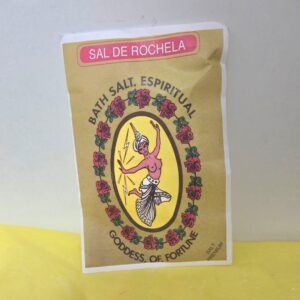 SAL DE ROCHELA
BATH SALT. ESPIRITUAL
GODDESS. OF FORTUNE